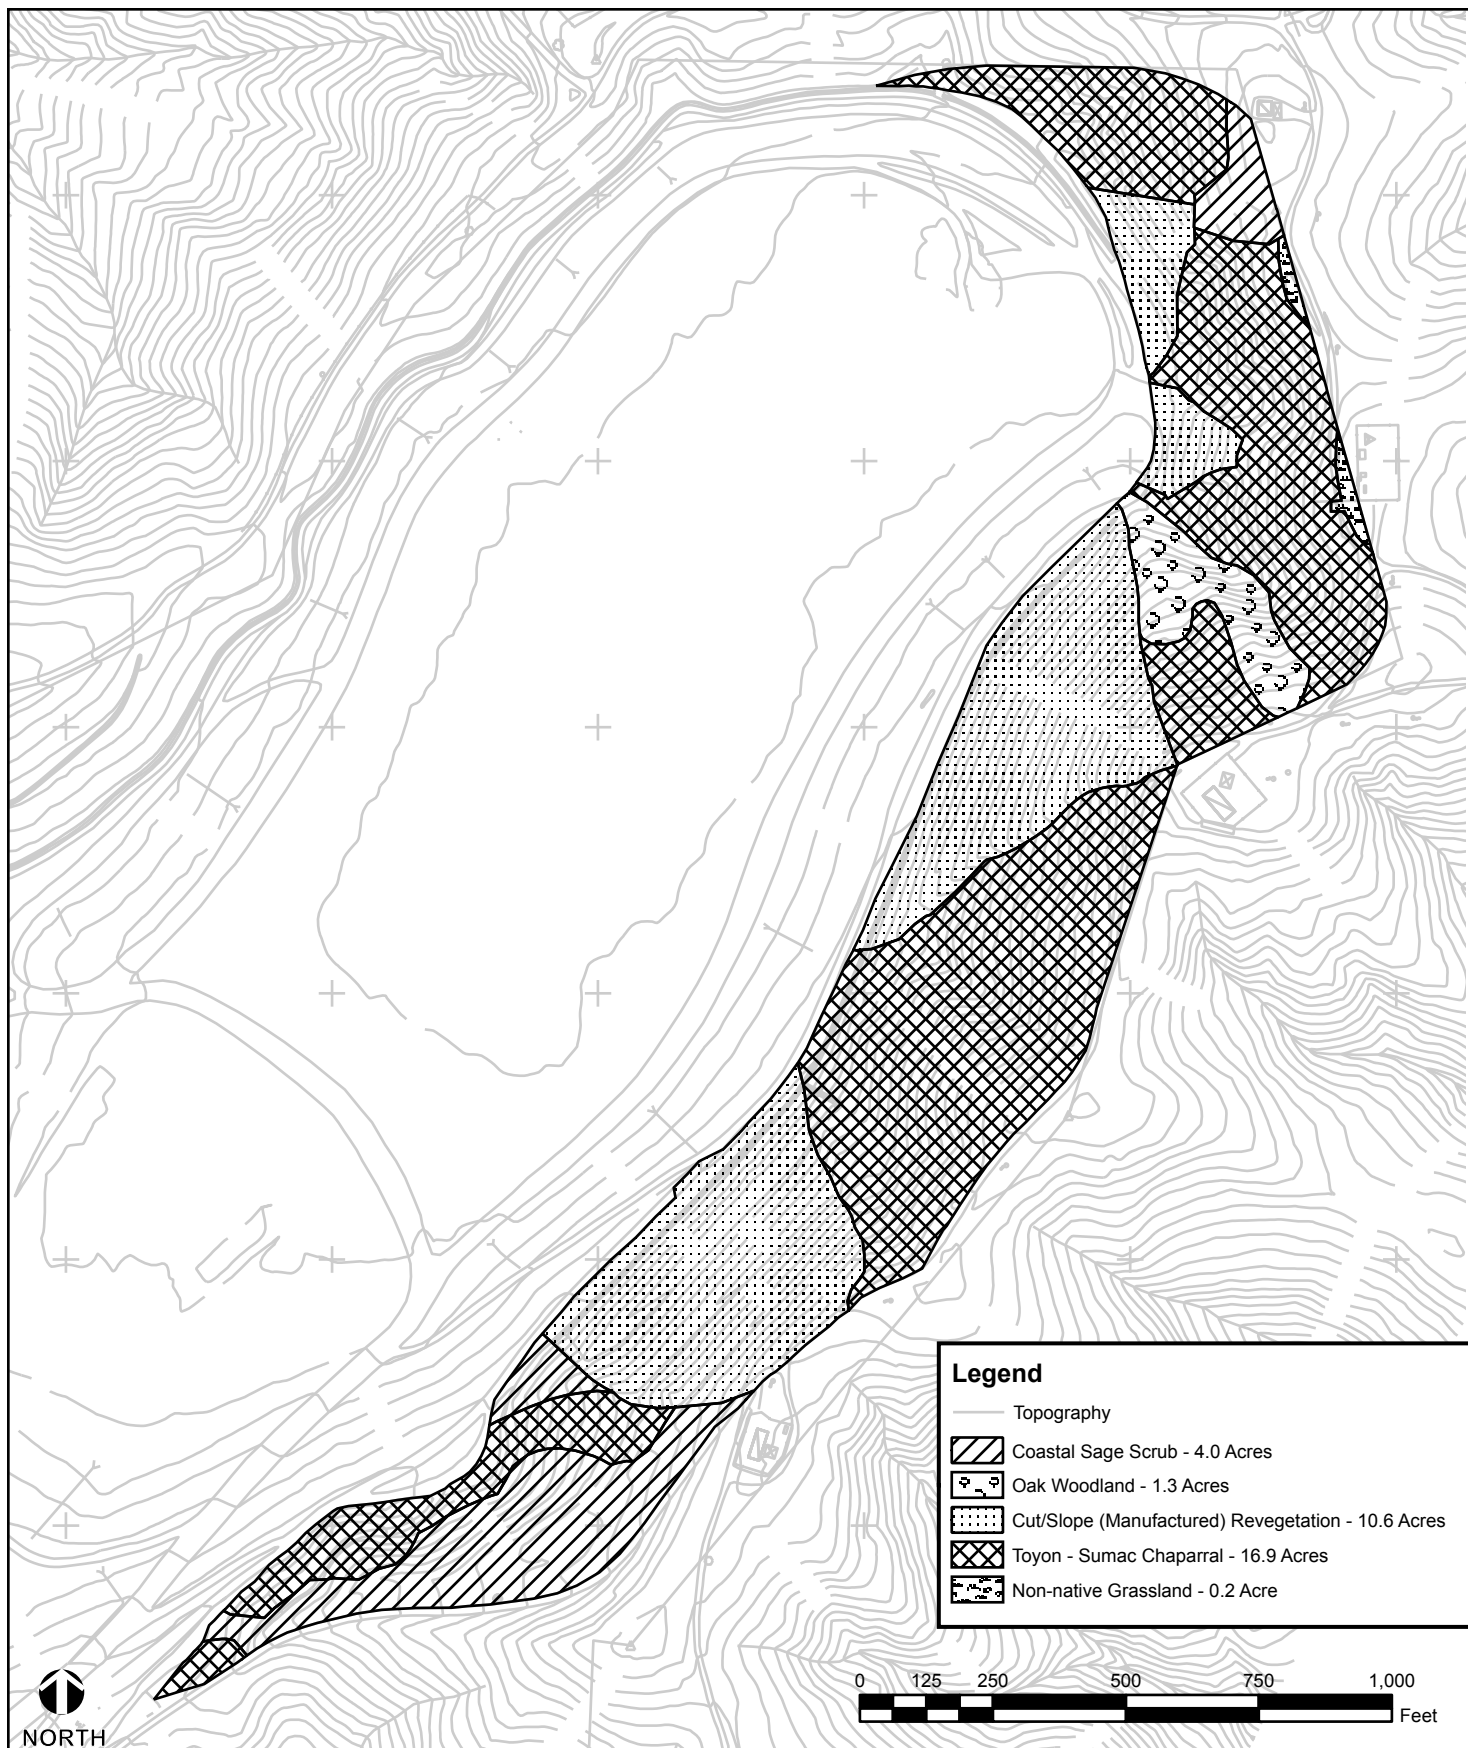 Legend
Topography
Coastal Sage Scrub - 4.0 Acres
Oak Woodland - 1.3 Acres
Cut/Slope (Manufactured) Revegetation - 10.6 Acres
Toyon - Sumac Chaparral - 16.9 Acres
Non-native Grassland - 0.2 Acre
0 125 250 500 750 1,000
Feet
NORTH